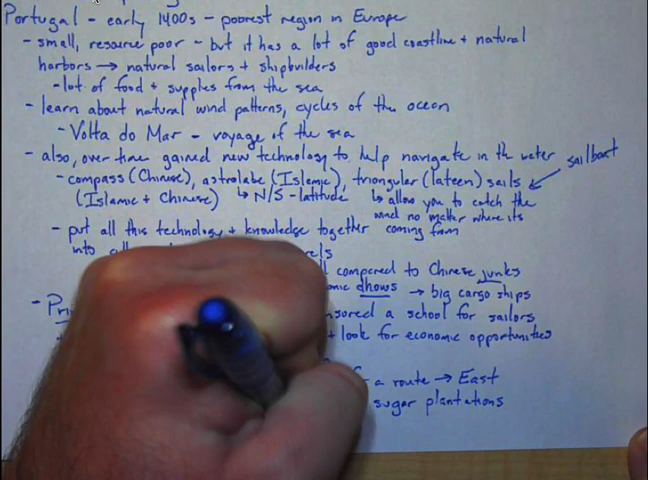 Portugal - early 1400s - poorest region in Europe
- small, resource poor - but it has a lot of good coastline + natural
harbors → natural sailors + shipbuilders
- lot of food + supplies from the sea
- learn about natural wind patterns, cycles of the ocean
- Volta do Mar - voyage of the sea
- also, over time gained new technology to help navigate in the water
sailboat
- compass (Chinese), astrolabe (Islamic), triangular (lateen) sails
(Islamic + Chinese) ↳ N/S - latitude ↳ allow you to catch the
wind no matter where its
- put all this technology + knowledge together coming from
into
compared to Chinese junks
dhows → big cargo ships
- a school for sailors
+ look for economic opportunities
a route → East
sugar plantations